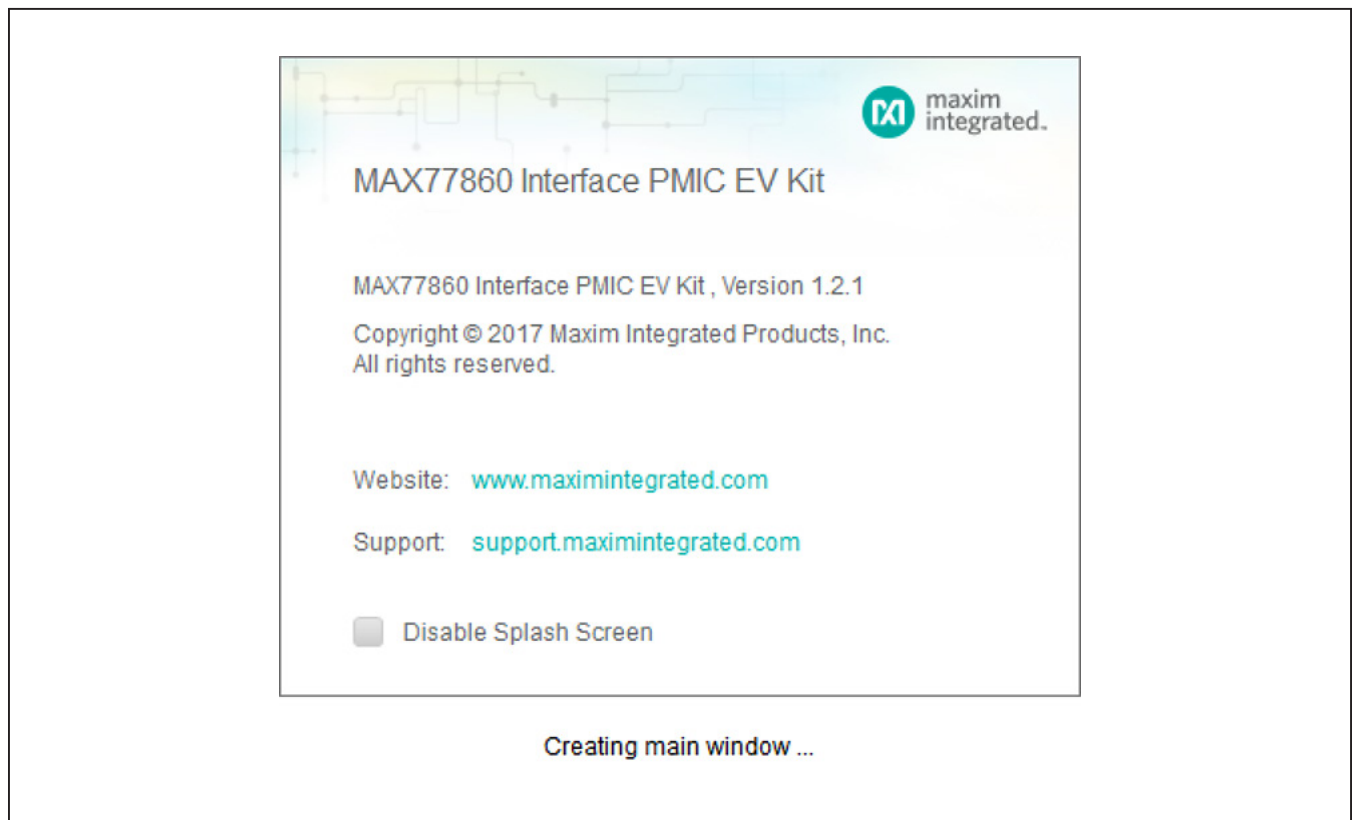 maxim
integrated™
MAX77860 Interface PMIC EV Kit
MAX77860 Interface PMIC EV Kit , Version 1.2.1
Copyright © 2017 Maxim Integrated Products, Inc.
All rights reserved.
Website: www.maximintegrated.com
Support: support.maximintegrated.com
Disable Splash Screen
Creating main window ...